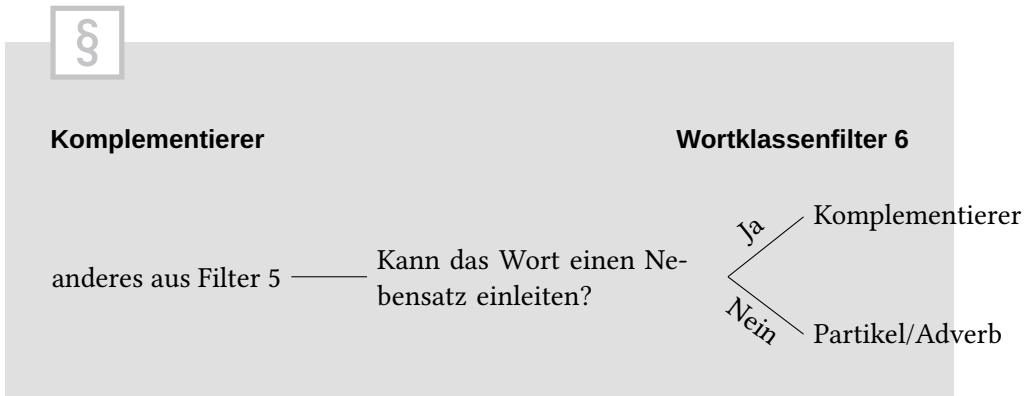 §
Komplementierer Wortklassenfilter 6
anderes aus Filter 5
Kann das Wort einen Ne-
bensatz einleiten?
Ja
Komplementierer
Nein
Partikel/Adverb